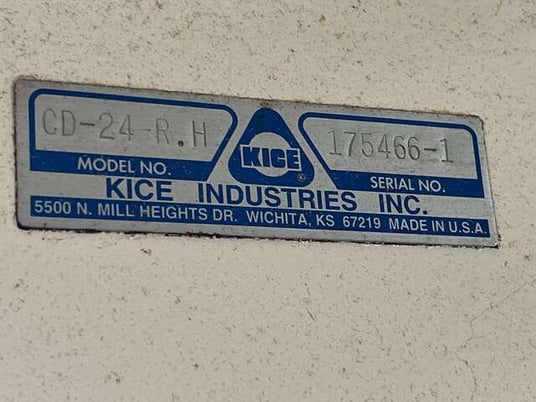 CD-24-R.H
MODEL NO.
KICE
®
175466-1
SERIAL NO.
KICE INDUSTRIES INC.
5500 N. MILL HEIGHTS DR. WICHITA, KS 67219 MADE IN U.S.A.